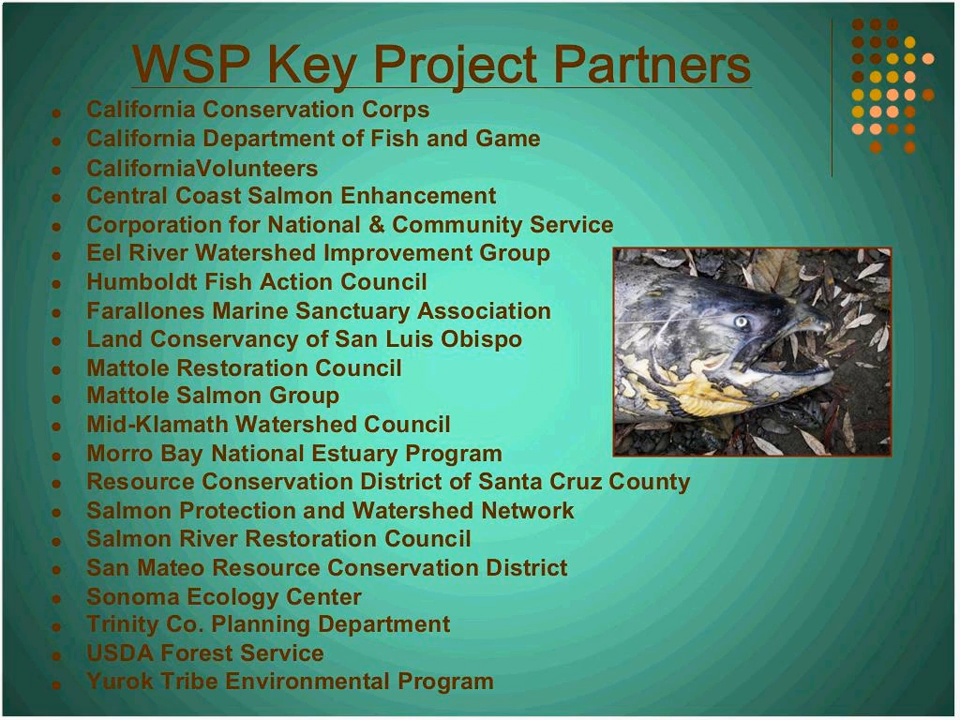 WSP Key Project Partners
California Conservation Corps
California Department of Fish and Game
CaliforniaVolunteers
Central Coast Salmon Enhancement
Corporation for National & Community Service
Eel River Watershed Improvement Group
Humboldt Fish Action Council
Farallones Marine Sanctuary Association
Land Conservancy of San Luis Obispo
Mattole Restoration Council
Mattole Salmon Group
Mid-Klamath Watershed Council
Morro Bay National Estuary Program
Resource Conservation District of Santa Cruz County
Salmon Protection and Watershed Network
Salmon River Restoration Council
San Mateo Resource Conservation District
Sonoma Ecology Center
Trinity Co. Planning Department
USDA Forest Service
Yurok Tribe Environmental Program